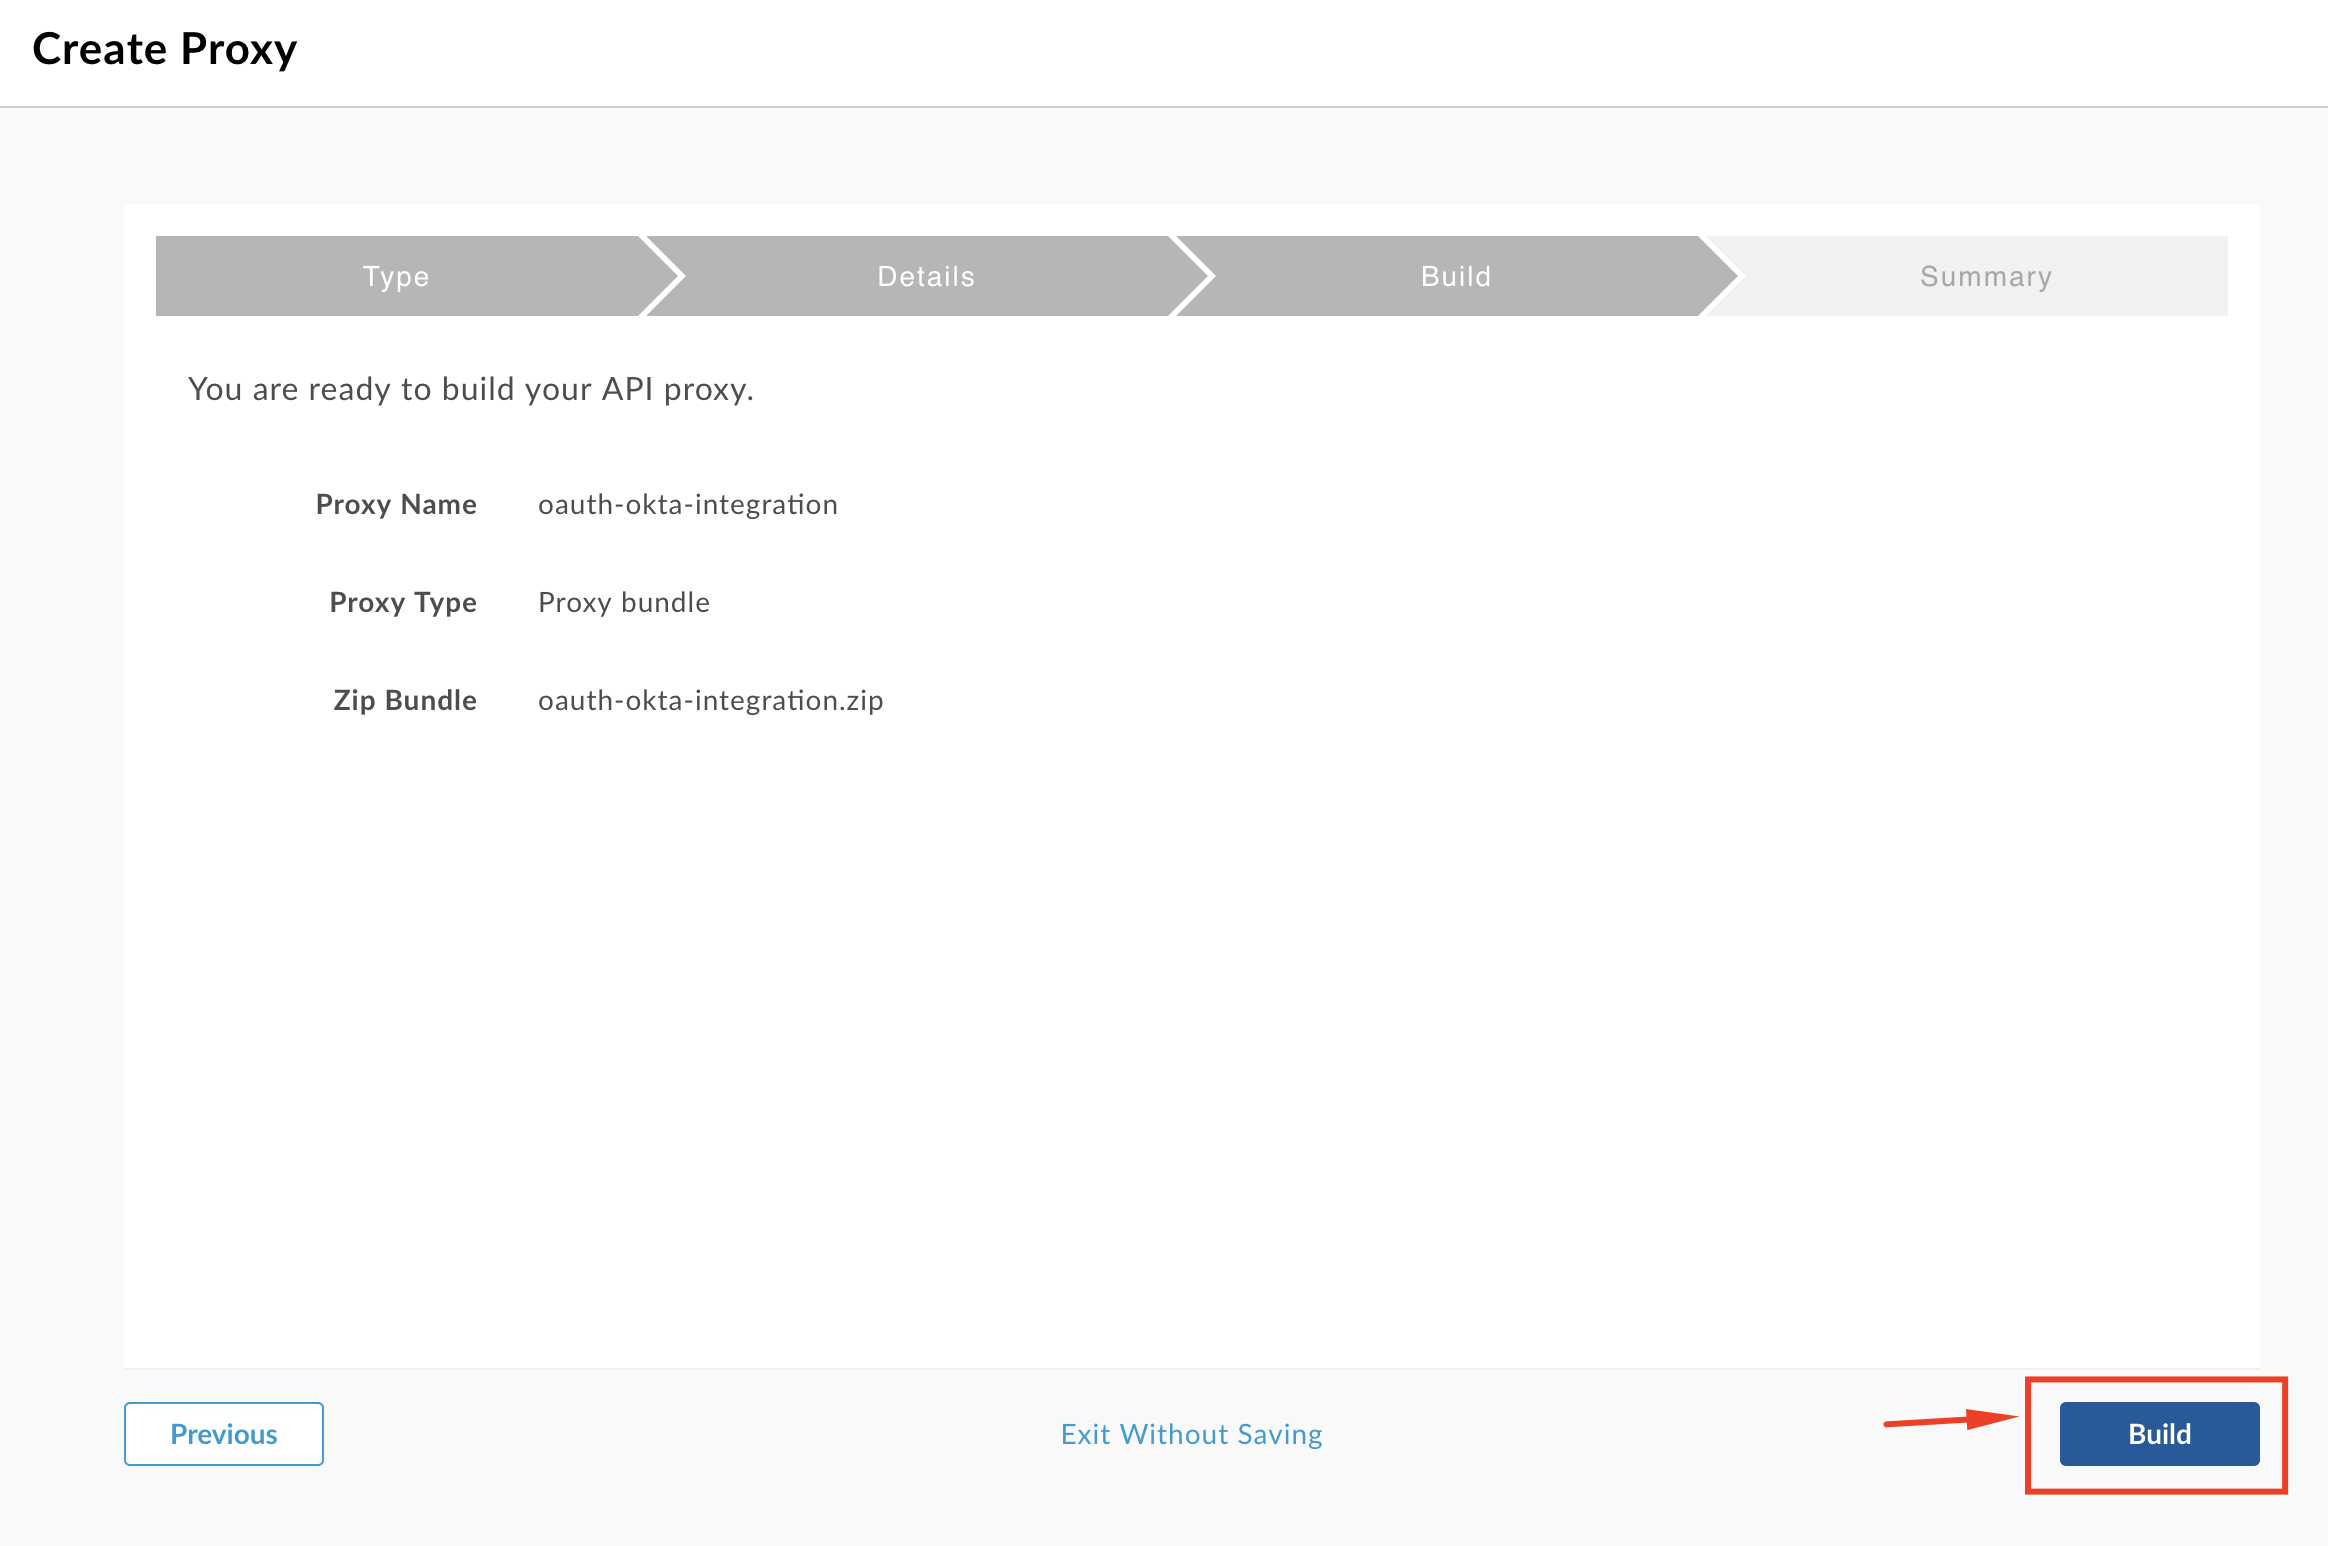 Create Proxy
Type Details Build Summary
You are ready to build your API proxy.
Proxy Name oauth-okta-integration
Proxy Type Proxy bundle
Zip Bundle oauth-okta-integration.zip
Previous Exit Without Saving Build